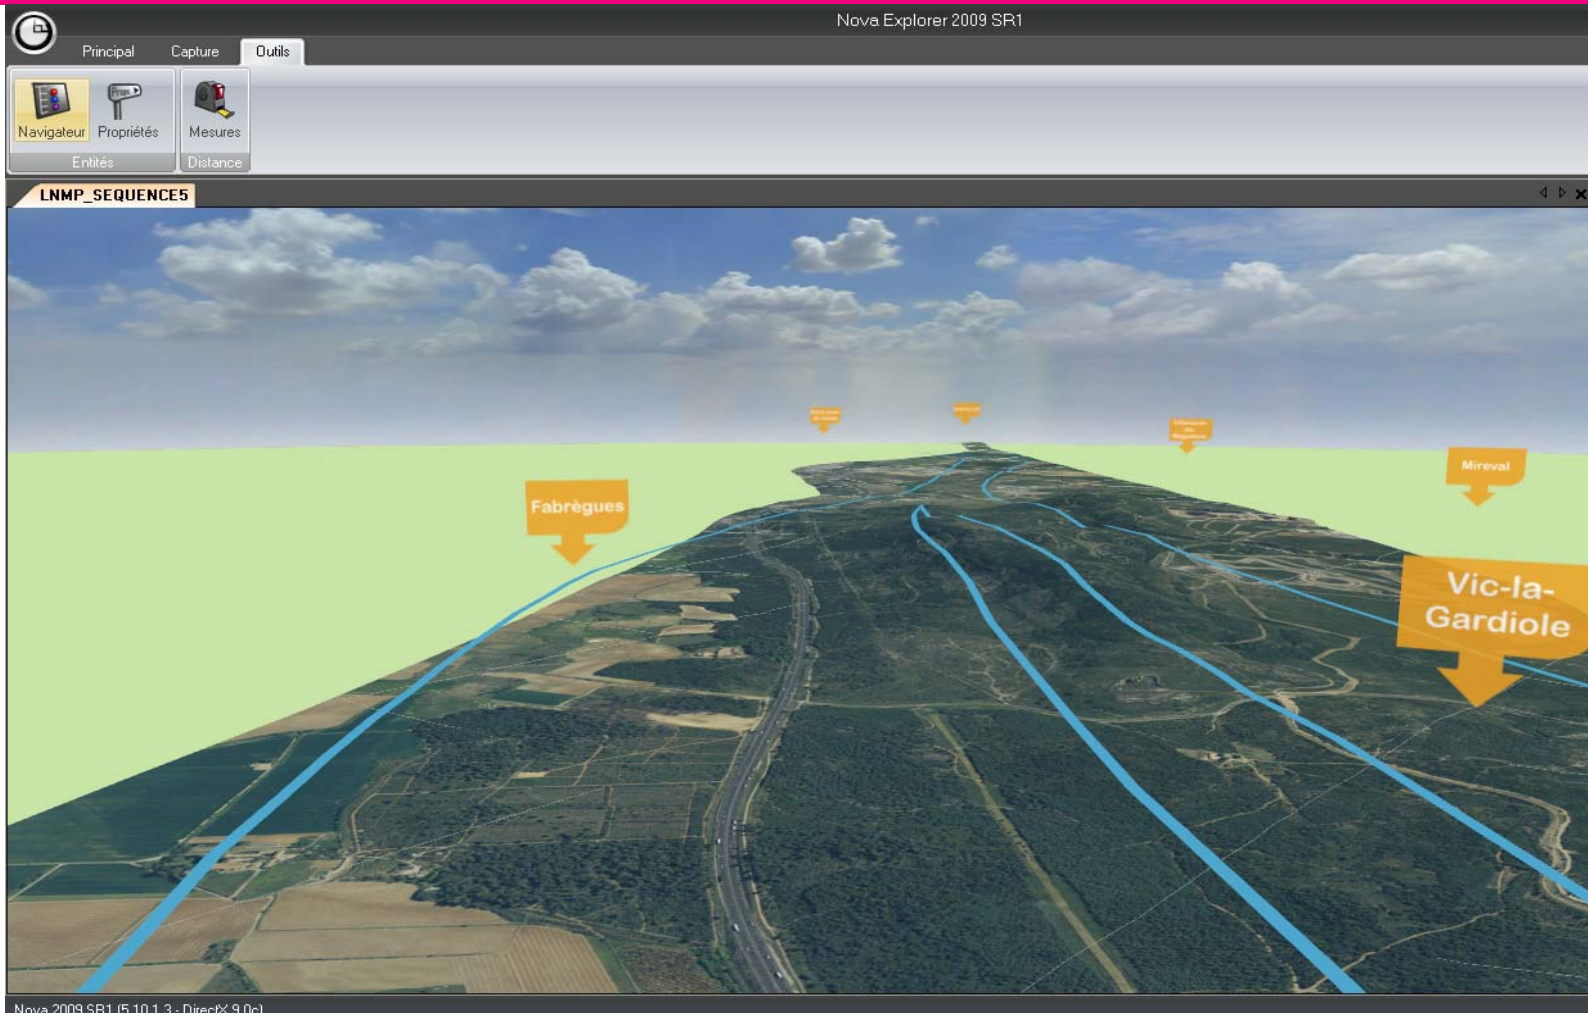 Nova Explorer 2009 SR1
Principal Capture Outils
Navigateur Propriétés Mesures
Entités Distance
LNMP_SEQUENCE5
Mireval
Fabrègues
Vic-la-
Gardiole
Nova 2009 SR1 (5.10.1.3 - DirectX 9.0c)